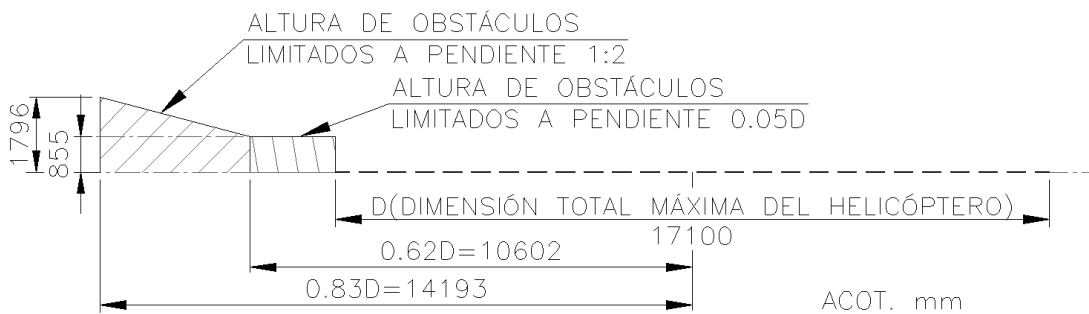 ALTURA DE OBSTÁCULOS
LIMITADOS A PENDIENTE 1:2
ALTURA DE OBSTÁCULOS
LIMITADOS A PENDIENTE 0.05D
1796
855
D(DIMENSIÓN TOTAL MÁXIMA DEL HELICÓPTERO)
17100
0.62D=10602
0.83D=14193
ACOT. mm